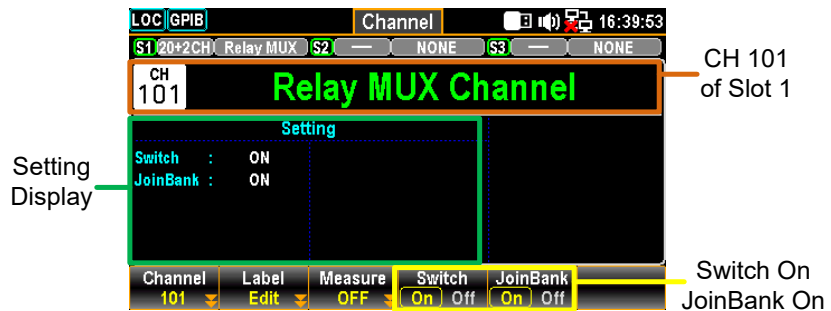 LOC GPIB Channel 16:39:53
S1 20+2CH Relay MUX S2 — NONE S3 — NONE
CH
101
Relay MUX Channel
CH 101
of Slot 1
Setting
Switch : ON
JoinBank : ON
Setting
Display
Channel Label Measure Switch JoinBank
101 Edit OFF On Off On Off
Switch On
JoinBank On